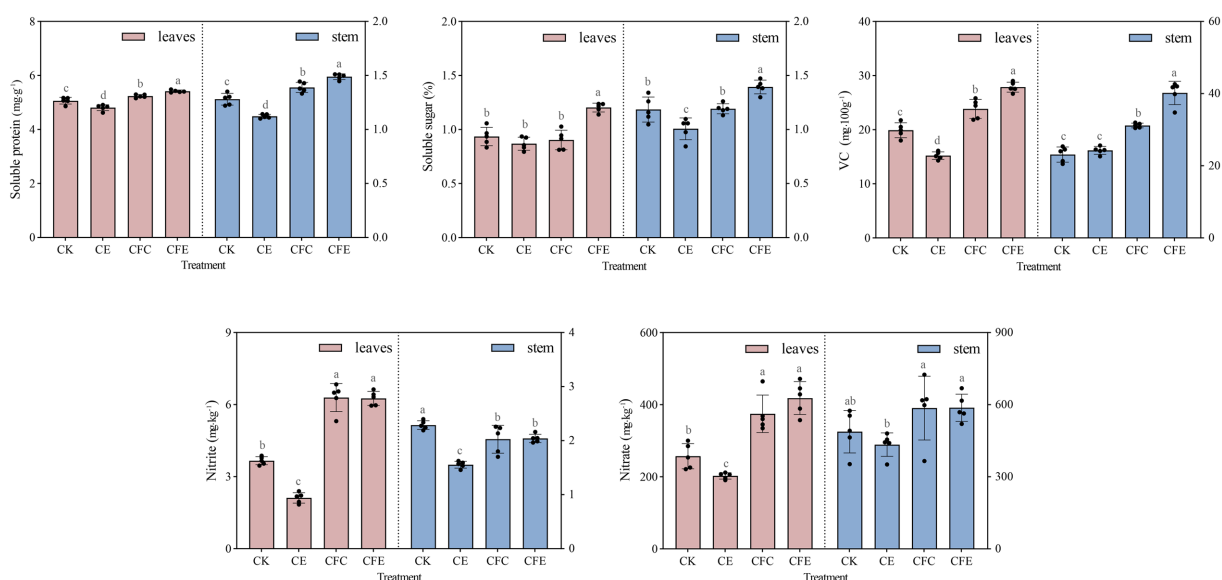 Soluble protein (mg·g⁻¹)
8
6
4
2
0
leaves
stem
c
d
b
a
c
d
b
a
2.0
1.5
1.0
0.5
0.0
CK CE CFC CFE CK CE CFC CFE
Treatment
Soluble sugar (%)
2.0
1.5
1.0
0.5
0.0
leaves
stem
b
b
b
a
b
c
b
a
2.0
1.5
1.0
0.5
0.0
CK CE CFC CFE CK CE CFC CFE
Treatment
VC (mg.100g⁻¹)
40
30
20
10
0
leaves
stem
c
d
b
a
c
c
b
a
60
40
20
0
CK CE CFC CFE CK CE CFC CFE
Treatment
Nitrite (mg·kg⁻¹)
9
6
3
0
leaves
stem
b
c
a
a
a
c
b
b
4
3
2
1
0
CK CE CFC CFE CK CE CFC CFE
Treatment
Nitrate (mg·kg⁻¹)
600
400
200
0
leaves
stem
b
c
a
a
ab
b
a
a
900
600
300
0
CK CE CFC CFE CK CE CFC CFE
Treatment